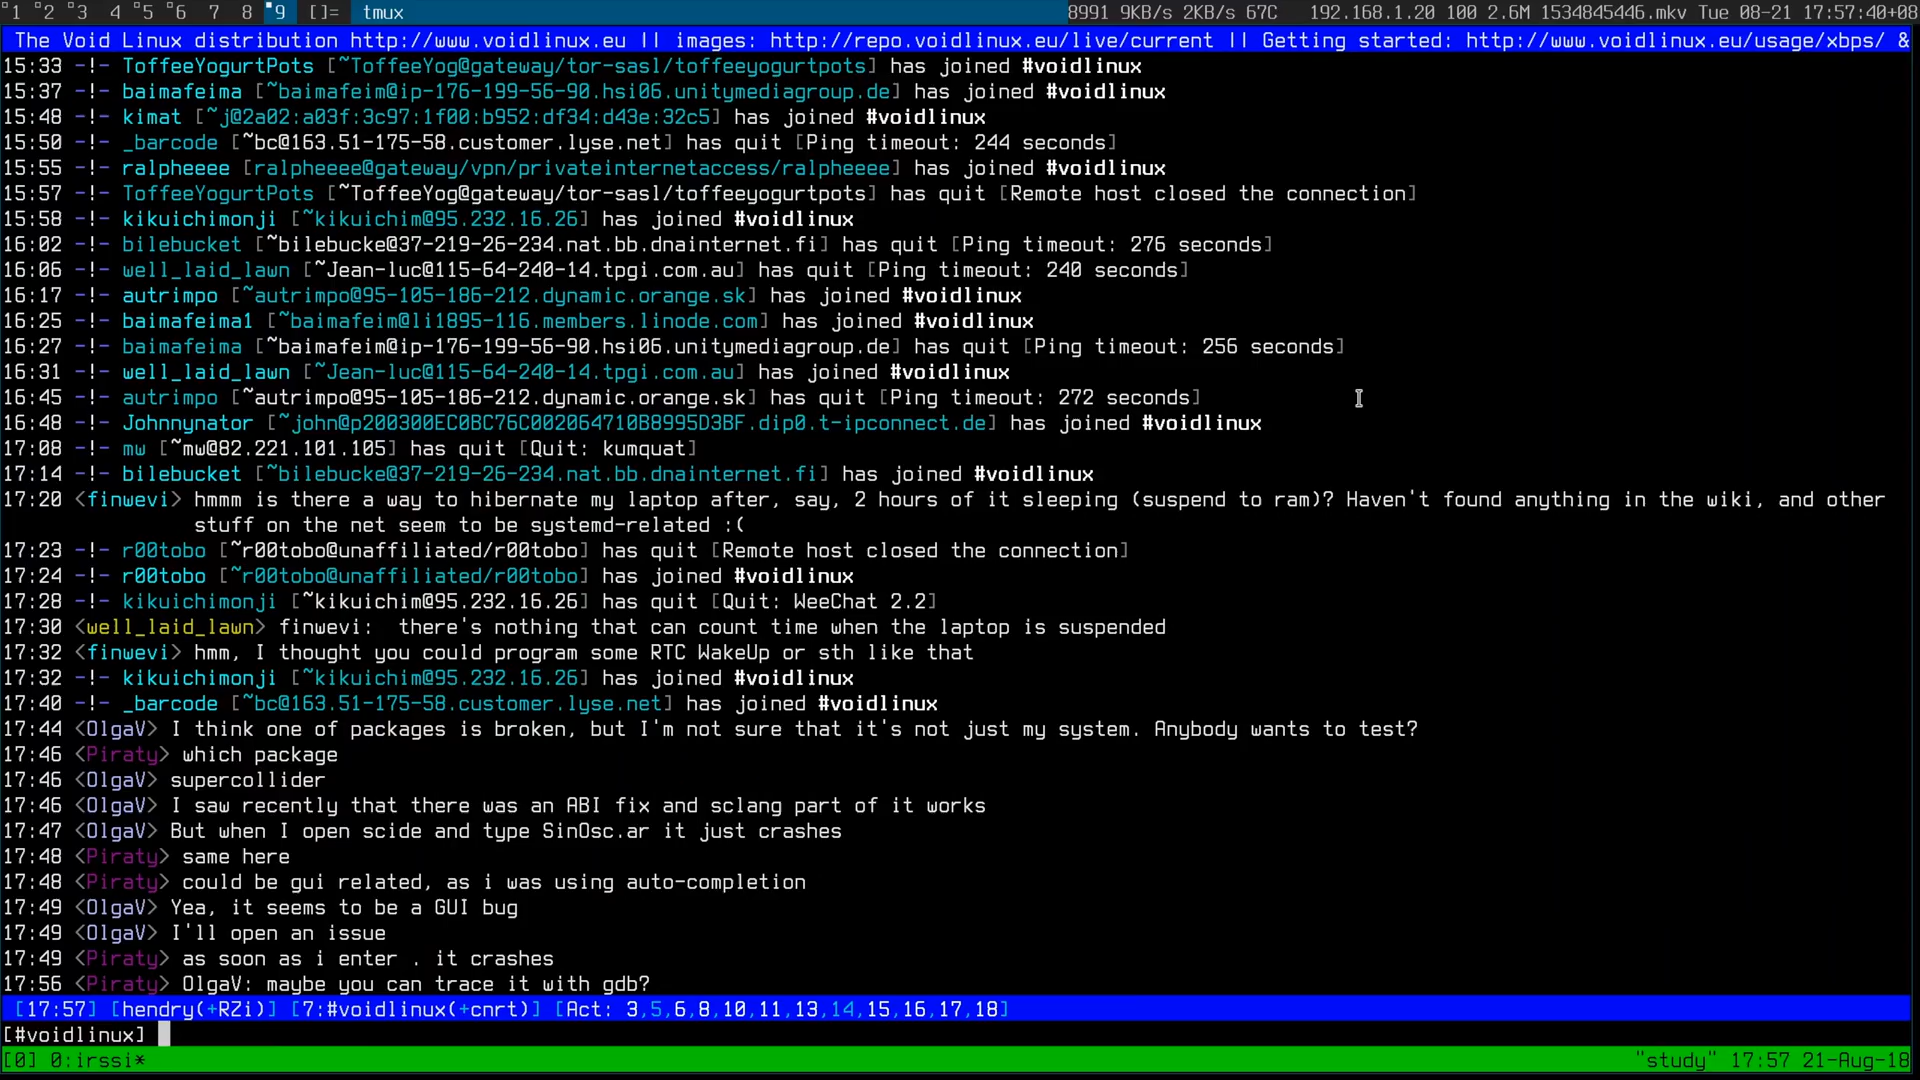 1 2 3 4 5 6 7 8 9 []= tmux 8991 9KB/s 2KB/s 67C 192.168.1.20 100 2.6M 1534845446.mkv Tue 08-21 17:57:40+08
The Void Linux distribution http://www.voidlinux.eu || images: http://repo.voidlinux.eu/live/current || Getting started: http://www.voidlinux.eu/usage/xbps/ &
15:33 -!- ToffeeYogurtPots [~ToffeeYog@gateway/tor-sasl/toffeeyogurtpots] has joined #voidlinux
15:37 -!- baimafeima [~baimafeim@ip-176-199-56-90.hsi06.unitymediagroup.de] has joined #voidlinux
15:48 -!- kimat [~j@2a02:a03f:3c97:1f00:b952:df34:d43e:32c5] has joined #voidlinux
15:50 -!- _barcode [~bc@163.51-175-58.customer.lyse.net] has quit [Ping timeout: 244 seconds]
15:55 -!- ralpheeee [ralpheeee@gateway/vpn/privateinternetaccess/ralpheeee] has joined #voidlinux
15:57 -!- ToffeeYogurtPots [~ToffeeYog@gateway/tor-sasl/toffeeyogurtpots] has quit [Remote host closed the connection]
15:58 -!- kikuichimonji [~kikuichim@95.232.16.26] has joined #voidlinux
16:02 -!- bilebucket [~bilebucke@37-219-26-234.nat.bb.dnainternet.fi] has quit [Ping timeout: 276 seconds]
16:06 -!- well_laid_lawn [~Jean-luc@115-64-240-14.tpgi.com.au] has quit [Ping timeout: 240 seconds]
16:17 -!- autrimpo [~autrimpo@95-105-186-212.dynamic.orange.sk] has joined #voidlinux
16:25 -!- baimafeima1 [~baimafeim@li1895-116.members.linode.com] has joined #voidlinux
16:27 -!- baimafeima [~baimafeim@ip-176-199-56-90.hsi06.unitymediagroup.de] has quit [Ping timeout: 256 seconds]
16:31 -!- well_laid_lawn [~Jean-luc@115-64-240-14.tpgi.com.au] has joined #voidlinux
16:45 -!- autrimpo [~autrimpo@95-105-186-212.dynamic.orange.sk] has quit [Ping timeout: 272 seconds]
16:48 -!- Johnnynator [~john@p200300EC0BC76C002064710B8995D3BF.dip0.t-ipconnect.de] has joined #voidlinux
17:08 -!- mw [~mw@82.221.101.105] has quit [Quit: kumquat]
17:14 -!- bilebucket [~bilebucke@37-219-26-234.nat.bb.dnainternet.fi] has joined #voidlinux
17:20 <finwevi> hmmm is there a way to hibernate my laptop after, say, 2 hours of it sleeping (suspend to ram)? Haven't found anything in the wiki, and other
stuff on the net seem to be systemd-related :(
17:23 -!- r00tobo [~r00tobo@unaffiliated/r00tobo] has quit [Remote host closed the connection]
17:24 -!- r00tobo [~r00tobo@unaffiliated/r00tobo] has joined #voidlinux
17:28 -!- kikuichimonji [~kikuichim@95.232.16.26] has quit [Quit: WeeChat 2.2]
17:30 <well_laid_lawn> finwevi:  there's nothing that can count time when the laptop is suspended
17:32 <finwevi> hmm, I thought you could program some RTC WakeUp or sth like that
17:32 -!- kikuichimonji [~kikuichim@95.232.16.26] has joined #voidlinux
17:40 -!- _barcode [~bc@163.51-175-58.customer.lyse.net] has joined #voidlinux
17:44 <OlgaV> I think one of packages is broken, but I'm not sure that it's not just my system. Anybody wants to test?
17:46 <Piraty> which package
17:46 <OlgaV> supercollider
17:46 <OlgaV> I saw recently that there was an ABI fix and sclang part of it works
17:47 <OlgaV> But when I open scide and type SinOsc.ar it just crashes
17:48 <Piraty> same here
17:48 <Piraty> could be gui related, as i was using auto-completion
17:49 <OlgaV> Yea, it seems to be a GUI bug
17:49 <OlgaV> I'll open an issue
17:49 <Piraty> as soon as i enter . it crashes
17:56 <Piraty> OlgaV: maybe you can trace it with gdb?
[17:57] [hendry(+RZi)] [7:#voidlinux(+cnrt)] [Act: 3,5,6,8,10,11,13,14,15,16,17,18]
[#voidlinux]
[0] 0:irssi* "study" 17:57 21-Aug-18